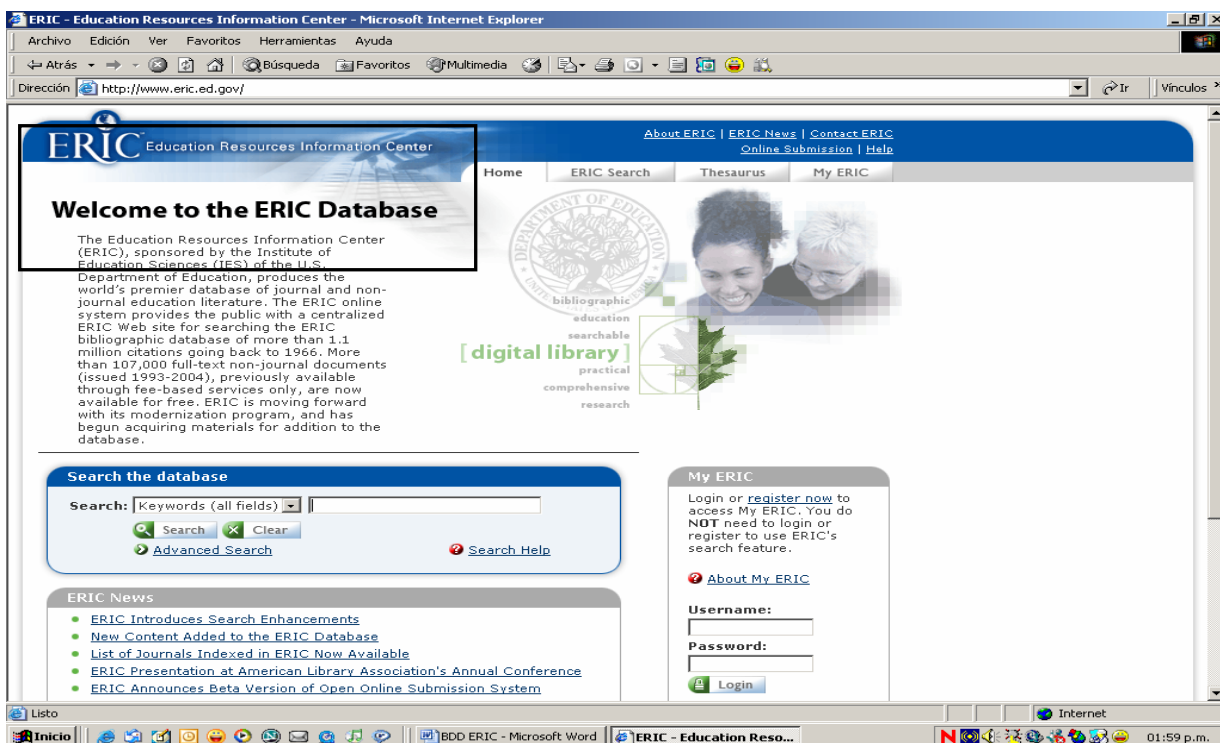 ERIC - Education Resources Information Center - Microsoft Internet Explorer
Archivo Edición Ver Favoritos Herramientas Ayuda
Atrás Búsqueda Favoritos Multimedia
Dirección http://www.eric.ed.gov/ Ir Vínculos
ERIC Education Resources Information Center
About ERIC | ERIC News | Contact ERIC
Online Submission | Help
Home ERIC Search Thesaurus My ERIC
Welcome to the ERIC Database
The Education Resources Information Center
(ERIC), sponsored by the Institute of
Education Sciences (IES) of the U.S.
Department of Education, produces the
world's premier database of journal and non-
journal education literature. The ERIC online
system provides the public with a centralized
ERIC Web site for searching the ERIC
bibliographic database of more than 1.1
million citations going back to 1966. More
than 107,000 full-text non-journal documents
(issued 1993-2004), previously available
through fee-based services only, are now
available for free. ERIC is moving forward
with its modernization program, and has
begun acquiring materials for addition to the
database.
bibliographic
education
searchable
[digital library]
practical
comprehensive
research
Search the database
Search: Keywords (all fields)
Search Clear
Advanced Search Search Help
My ERIC
Login or register now to
access My ERIC. You do
NOT need to login or
register to use ERIC's
search feature.
About My ERIC
Username:
Password:
Login
ERIC News
ERIC Introduces Search Enhancements
New Content Added to the ERIC Database
List of Journals Indexed in ERIC Now Available
ERIC Presentation at American Library Association's Annual Conference
ERIC Announces Beta Version of Open Online Submission System
Listo Internet
Inicio BDD ERIC - Microsoft Word ERIC - Education Reso... 01:59 p.m.